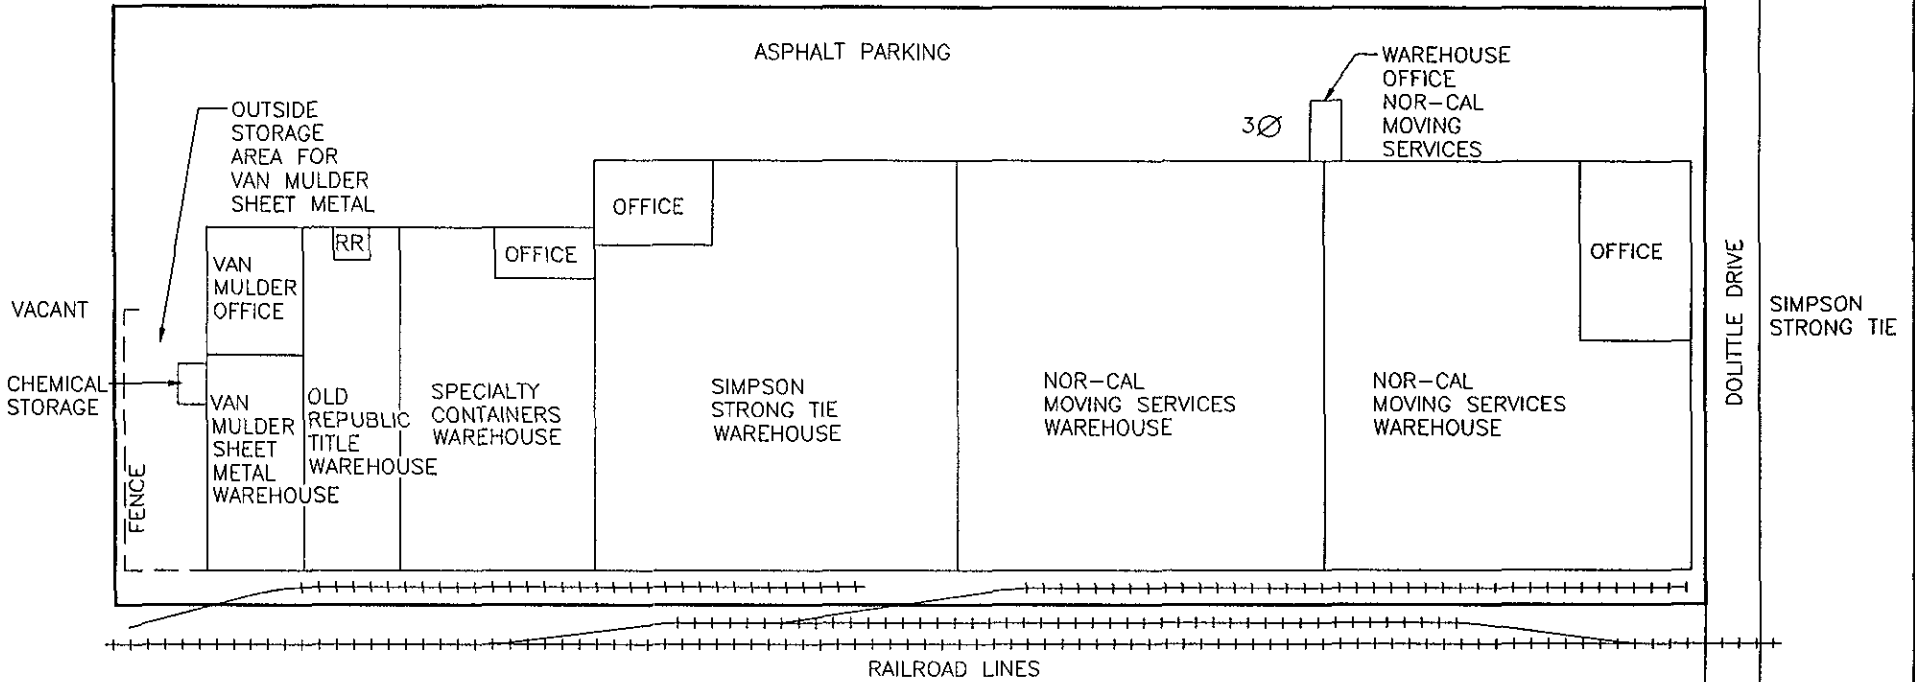 ASPHALT PARKING
WAREHOUSE
OFFICE
NOR-CAL
MOVING
SERVICES
3∅
OUTSIDE
STORAGE
AREA FOR
VAN MULDER
SHEET METAL
OFFICE
RR
OFFICE
OFFICE
VAN
MULDER
OFFICE
VACANT
CHEMICAL
STORAGE
FENCE
VAN
MULDER
SHEET
METAL
WAREHOUSE
OLD
REPUBLIC
TITLE
WAREHOUSE
SPECIALTY
CONTAINERS
WAREHOUSE
SIMPSON
STRONG TIE
WAREHOUSE
NOR-CAL
MOVING SERVICES
WAREHOUSE
NOR-CAL
MOVING SERVICES
WAREHOUSE
DOLITTLE DRIVE
SIMPSON
STRONG TIE
RAILROAD LINES